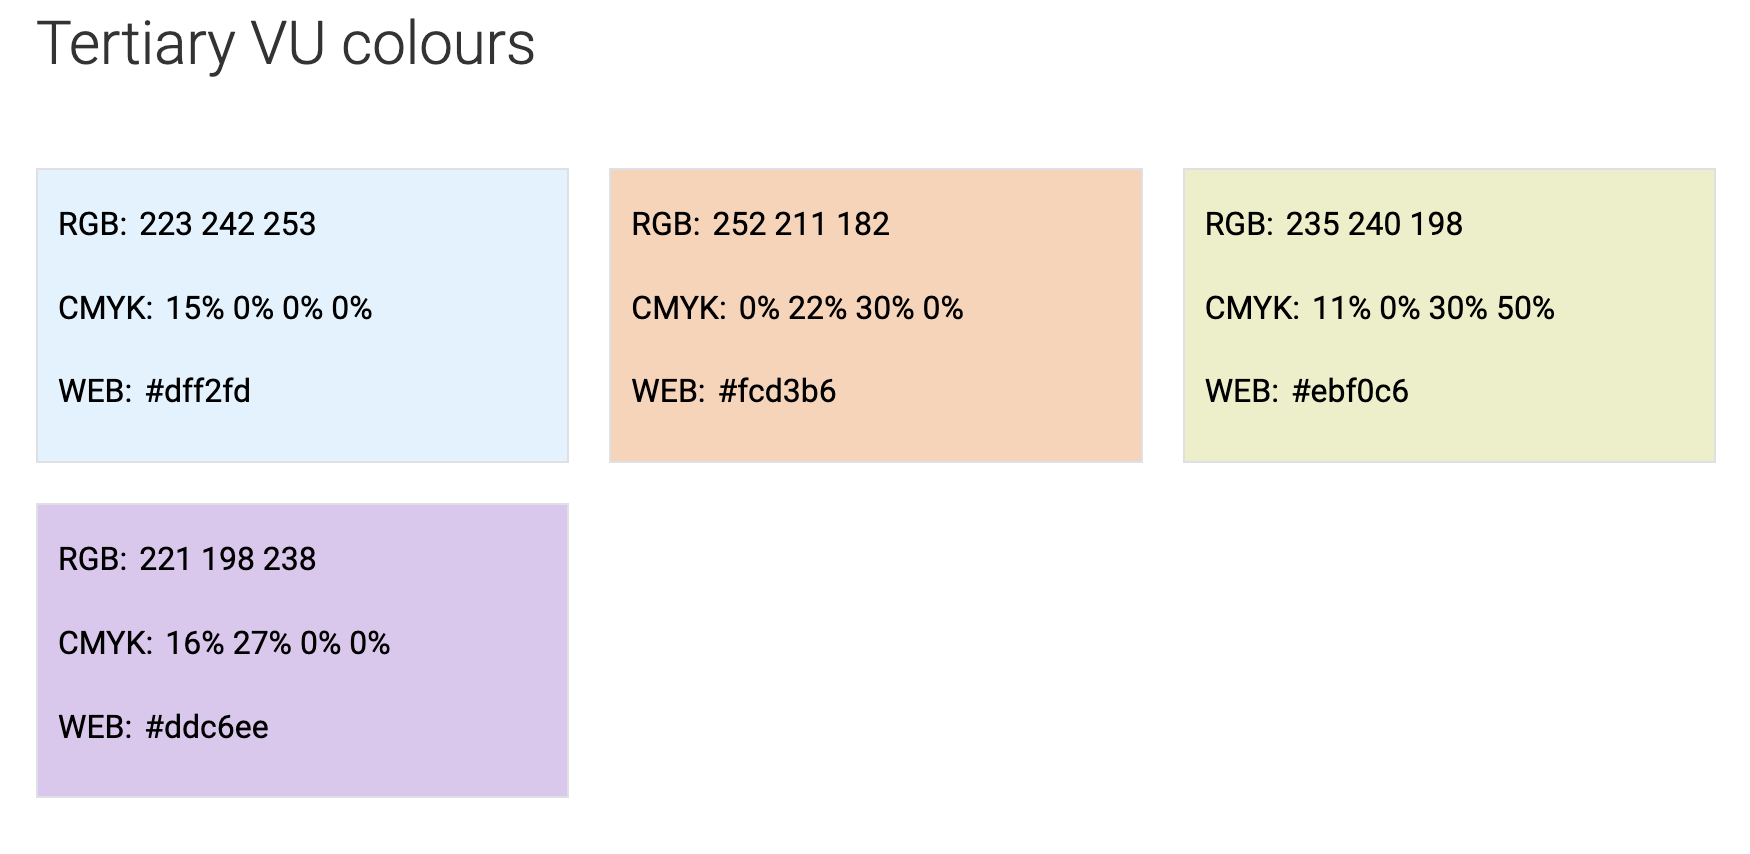 Tertiary VU colours
RGB: 223 242 253
CMYK: 15% 0% 0% 0%
WEB: #dff2fd
RGB: 252 211 182
CMYK: 0% 22% 30% 0%
WEB: #fcd3b6
RGB: 235 240 198
CMYK: 11% 0% 30% 50%
WEB: #ebf0c6
RGB: 221 198 238
CMYK: 16% 27% 0% 0%
WEB: #ddc6ee